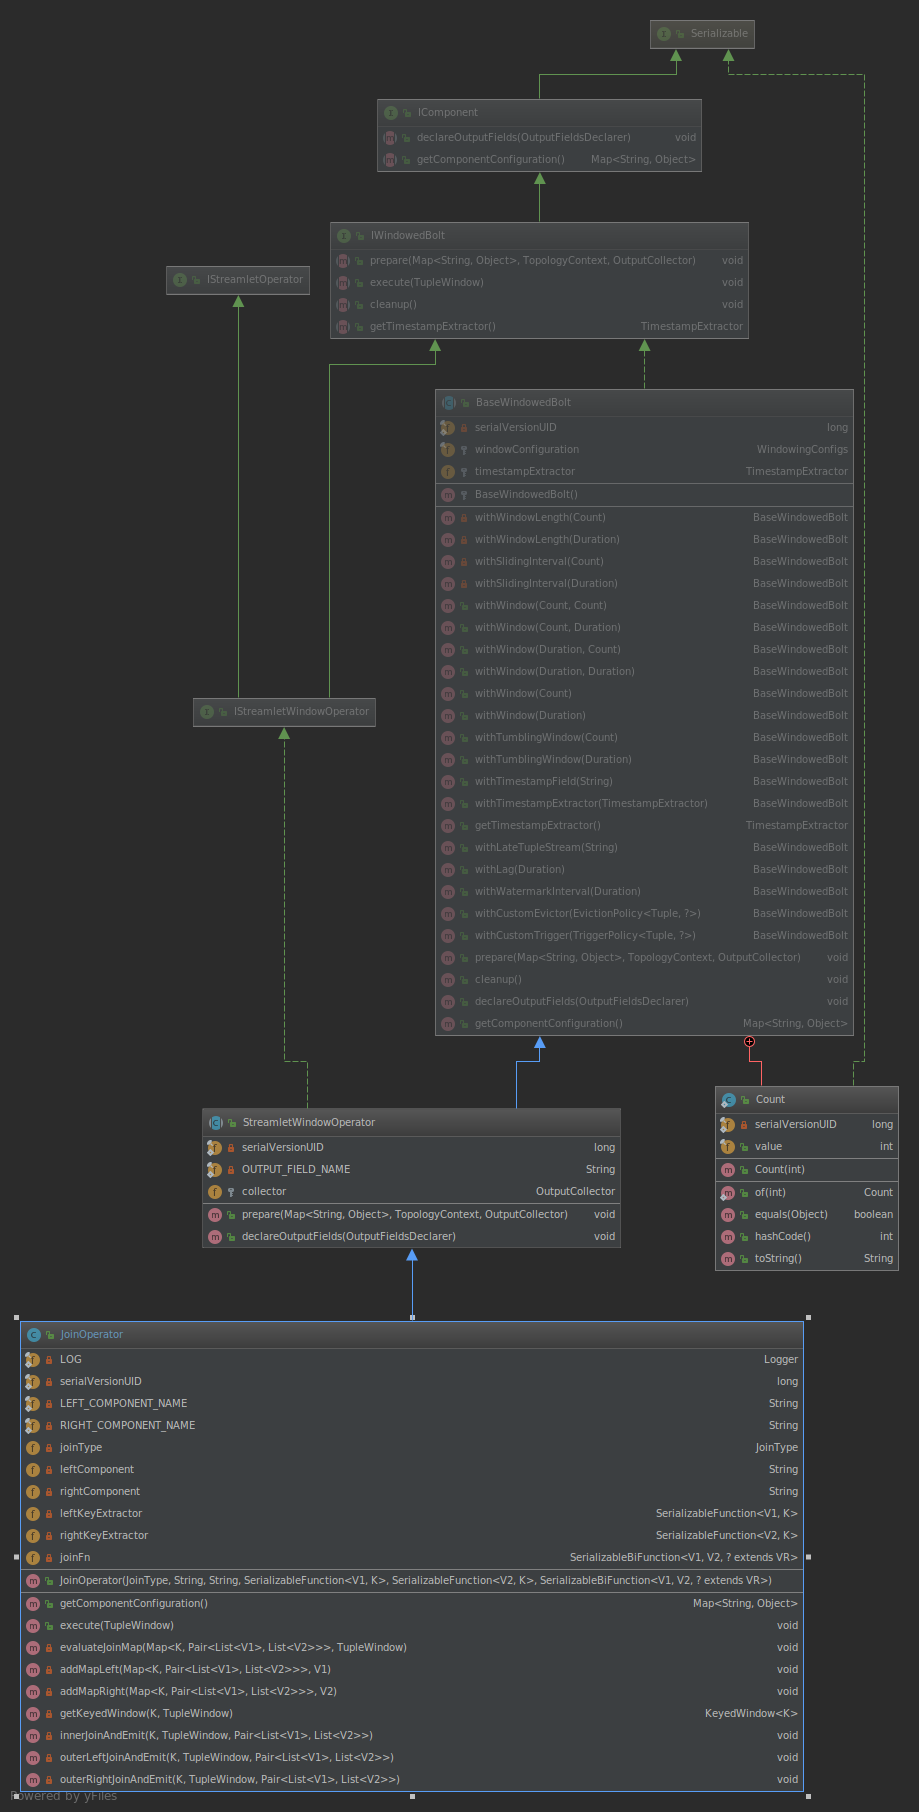 Serializable
IComponent
declareOutputFields(OutputFieldsDeclarer) void
getComponentConfiguration() Map<String, Object>
IWindowedBolt
prepare(Map<String, Object>, TopologyContext, OutputCollector) void
execute(TupleWindow) void
cleanup() void
getTimestampExtractor() TimestampExtractor
IStreamletOperator
BaseWindowedBolt
serialVersionUID long
windowConfiguration WindowingConfigs
timestampExtractor TimestampExtractor
BaseWindowedBolt()
withWindowLength(Count) BaseWindowedBolt
withWindowLength(Duration) BaseWindowedBolt
withSlidingInterval(Count) BaseWindowedBolt
withSlidingInterval(Duration) BaseWindowedBolt
withWindow(Count, Count) BaseWindowedBolt
withWindow(Count, Duration) BaseWindowedBolt
withWindow(Duration, Count) BaseWindowedBolt
withWindow(Duration, Duration) BaseWindowedBolt
withWindow(Count) BaseWindowedBolt
withWindow(Duration) BaseWindowedBolt
withTumblingWindow(Count) BaseWindowedBolt
withTumblingWindow(Duration) BaseWindowedBolt
withTimestampField(String) BaseWindowedBolt
withTimestampExtractor(TimestampExtractor) BaseWindowedBolt
getTimestampExtractor() TimestampExtractor
withLateTupleStream(String) BaseWindowedBolt
withLag(Duration) BaseWindowedBolt
withWatermarkInterval(Duration) BaseWindowedBolt
withCustomEvictor(EvictionPolicy<Tuple, ?>) BaseWindowedBolt
withCustomTrigger(TriggerPolicy<Tuple, ?>) BaseWindowedBolt
prepare(Map<String, Object>, TopologyContext, OutputCollector) void
cleanup() void
declareOutputFields(OutputFieldsDeclarer) void
getComponentConfiguration() Map<String, Object>
IStreamletWindowOperator
StreamletWindowOperator
serialVersionUID long
OUTPUT_FIELD_NAME String
collector OutputCollector
prepare(Map<String, Object>, TopologyContext, OutputCollector) void
declareOutputFields(OutputFieldsDeclarer) void
Count
serialVersionUID long
value int
Count(int)
of(int) Count
equals(Object) boolean
hashCode() int
toString() String
JoinOperator
LOG Logger
serialVersionUID long
LEFT_COMPONENT_NAME String
RIGHT_COMPONENT_NAME String
joinType JoinType
leftComponent String
rightComponent String
leftKeyExtractor SerializableFunction<V1, K>
rightKeyExtractor SerializableFunction<V2, K>
joinFn SerializableBiFunction<V1, V2, ? extends VR>
JoinOperator(JoinType, String, String, SerializableFunction<V1, K>, SerializableFunction<V2, K>, SerializableBiFunction<V1, V2, ? extends VR>)
getComponentConfiguration() Map<String, Object>
execute(TupleWindow) void
evaluateJoinMap(Map<K, Pair<List<V1>, List<V2>>>, TupleWindow) void
addMapLeft(Map<K, Pair<List<V1>, List<V2>>>, V1) void
addMapRight(Map<K, Pair<List<V1>, List<V2>>>, V2) void
getKeyedWindow(K, TupleWindow) KeyedWindow<K>
innerJoinAndEmit(K, TupleWindow, Pair<List<V1>, List<V2>>) void
outerLeftJoinAndEmit(K, TupleWindow, Pair<List<V1>, List<V2>>) void
outerRightJoinAndEmit(K, TupleWindow, Pair<List<V1>, List<V2>>) void
Powered by yFiles